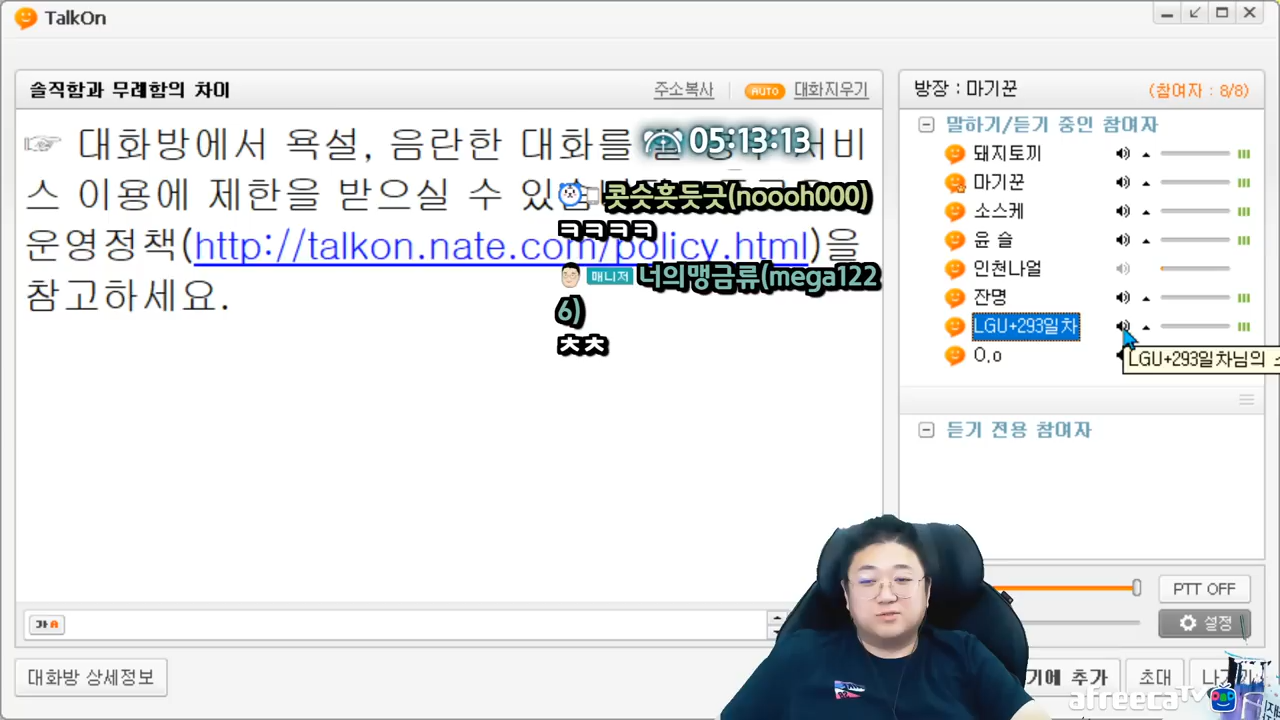 TalkOn
솔직함과 무례함의 차이
주소복사
AUTO
대화지우기
☞ 대화방에서 욕설, 음란한 대화를
비
스 이용에 제한을 받으실 수
운영정책(http://talkon.nate.com/policy.html)을
참고하세요.
05:13:13
콧숫흣듯긋(noooh000)
ㅋㅋㅋㅋ
매니저 너의맹금류(mega122
6)
ㅊㅊ
방장 : 마기꾼
(참여자 : 8/8)
말하기/듣기 중인 참여자
돼지토끼
마기꾼
소스케
윤 슬
인천나얼
잔명
LGU+293일차
LGU+293일차님의
O.o
듣기 전용 참여자
PTT OFF
설정
가A
대화방 상세정보
기에 추가
초대
afreecaTV